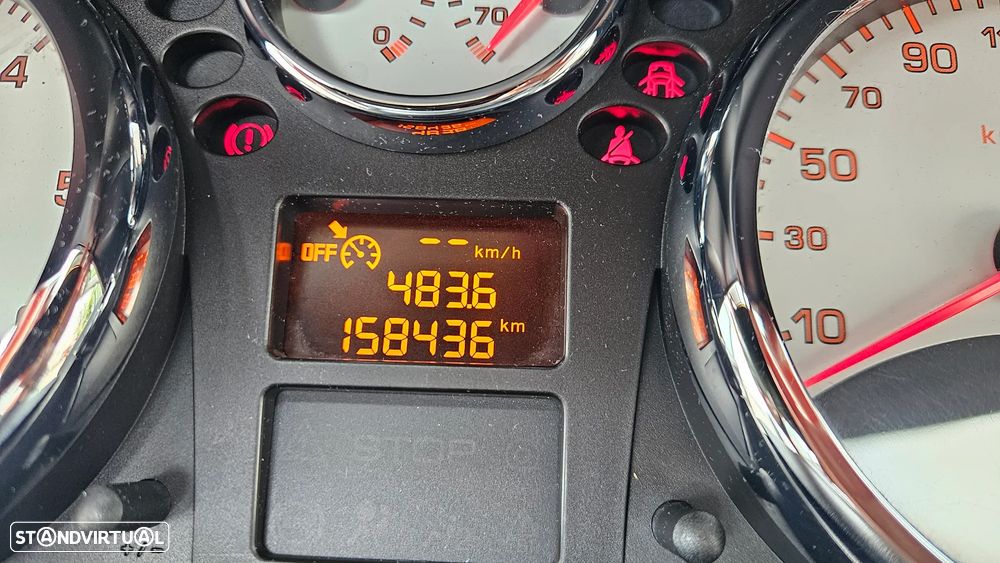 4
5
0
70
10
30
50
70
90
OFF -- km/h
483.6
158436 km
STOP
+/-
STANDVIRTUAL